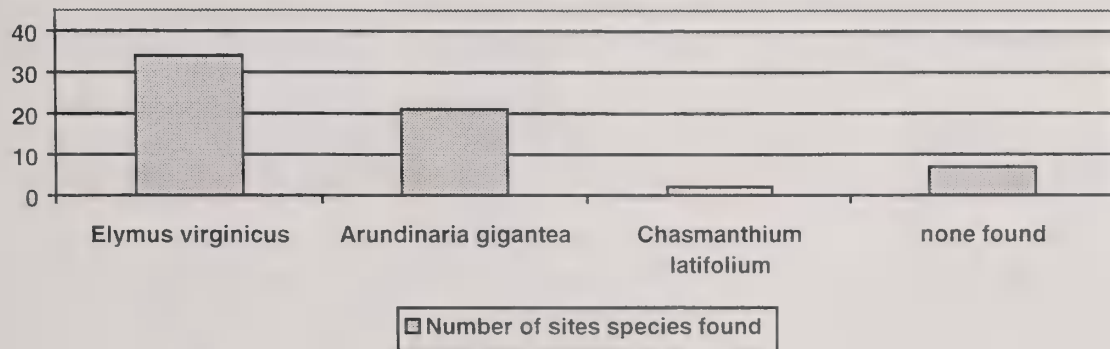 40
30
20
10
0
Elymus virginicus
Arundinaria gigantea
Chasmanthium
latifolium
none found
Number of sites species found